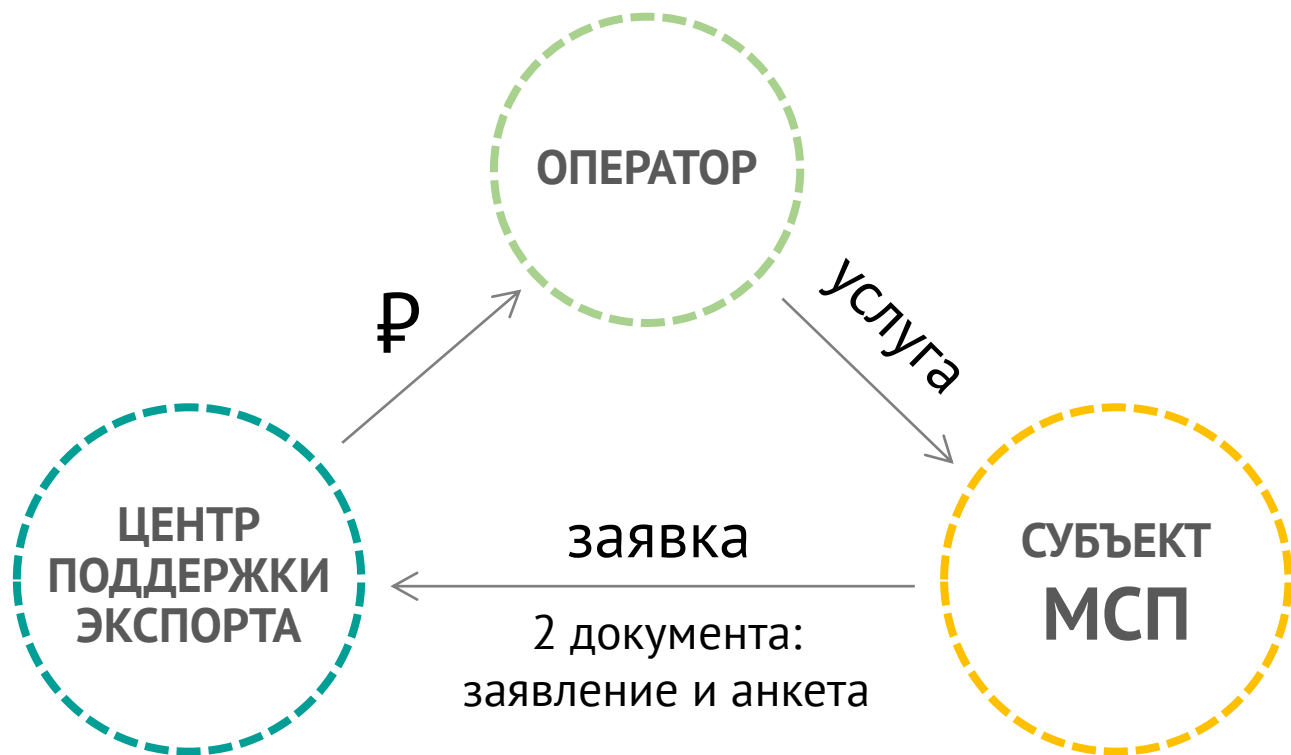 ОПЕРАТОР
₽
услуга
ЦЕНТР
ПОДДЕРЖКИ
ЭКСПОРТА
заявка
2 документа:
заявление и анкета
СУБЪЕКТ
МСП